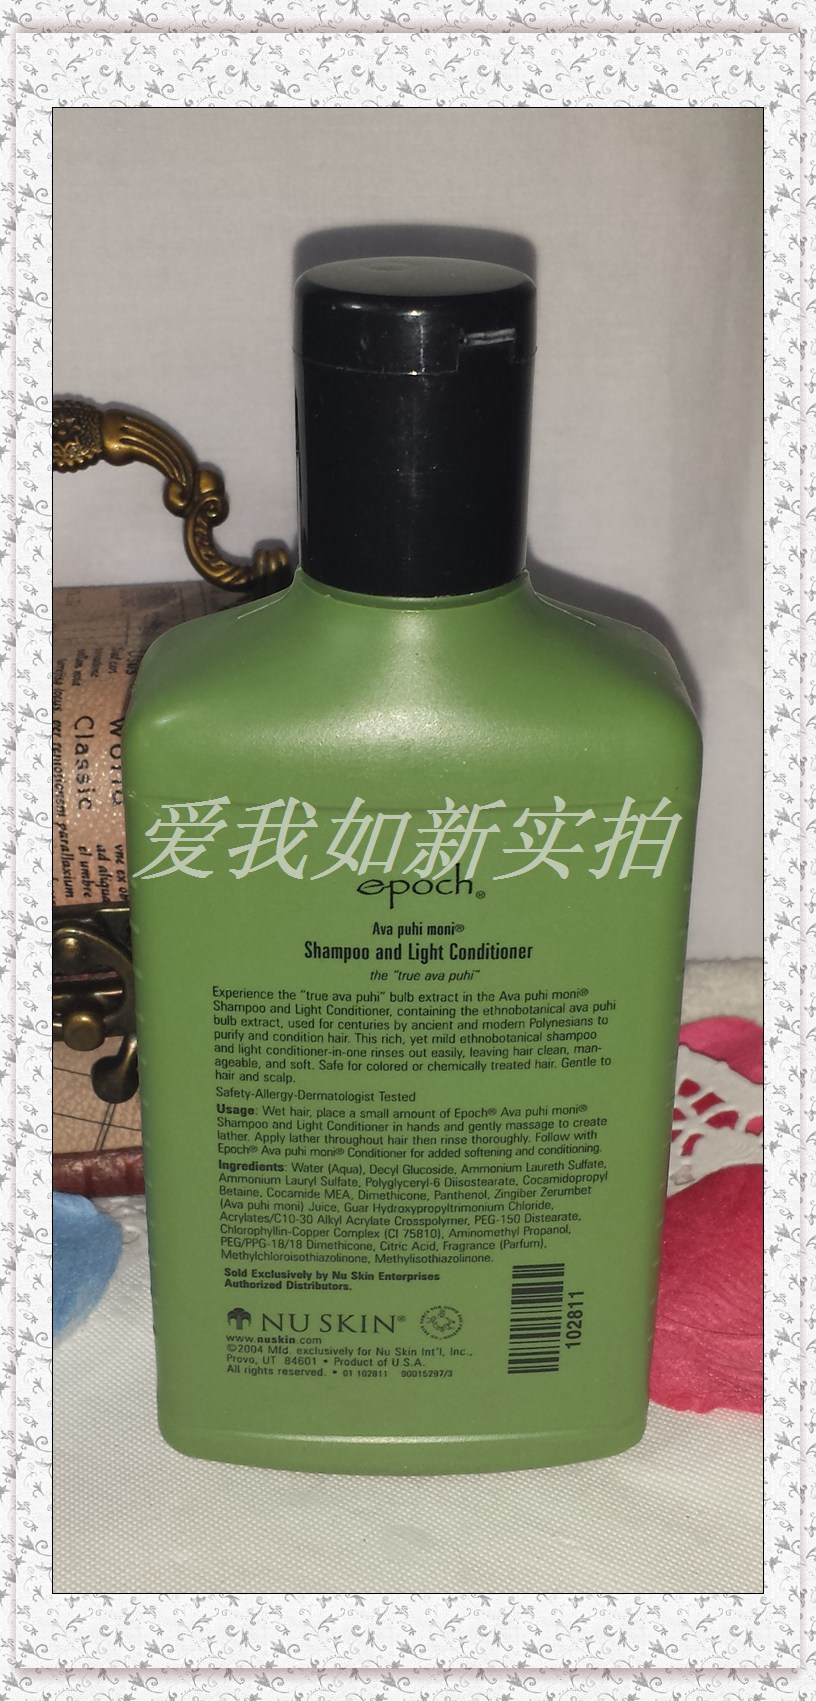 World
Classic
爱我如新实拍
epoch®
Ava puhi moni®
Shampoo and Light Conditioner
the "true ava puhi"
Experience the "true ava puhi" bulb extract in the Ava puhi moni®
Shampoo and Light Conditioner, containing the ethnobotanical ava puhi
bulb extract, used for centuries by ancient and modern Polynesians to
purify and condition hair. This rich, yet mild ethnobotanical shampoo
and light conditioner-in-one rinses out easily, leaving hair clean, man-
ageable, and soft. Safe for colored or chemically treated hair. Gentle to
hair and scalp.
Safety-Allergy-Dermatologist Tested
Usage: Wet hair, place a small amount of Epoch® Ava puhi moni®
Shampoo and Light Conditioner in hands and gently massage to create
lather. Apply lather throughout hair then rinse thoroughly. Follow with
Epoch® Ava puhi moni® Conditioner for added softening and conditioning.
Ingredients: Water (Aqua), Decyl Glucoside, Ammonium Laureth Sulfate,
Ammonium Lauryl Sulfate, Polyglyceryl-6 Diisostearate, Cocamidopropyl
Betaine, Cocamide MEA, Dimethicone, Panthenol, Zingiber Zerumbet
(Ava puhi moni) Juice, Guar Hydroxypropyltrimonium Chloride,
Acrylates/C10-30 Alkyl Acrylate Crosspolymer, PEG-150 Distearate,
Chlorophyllin-Copper Complex (CI 75810), Aminomethyl Propanol,
PEG/PPG-18/18 Dimethicone, Citric Acid, Fragrance (Parfum),
Methylchloroisothiazolinone, Methylisothiazolinone.
Sold Exclusively by Nu Skin Enterprises
Authorized Distributors.
NU SKIN®
www.nuskin.com
©2004 Mfd. exclusively for Nu Skin Int'l, Inc.,
Provo, UT 84601 • Product of U.S.A.
All rights reserved. • 01 102811 00015297/3
102811